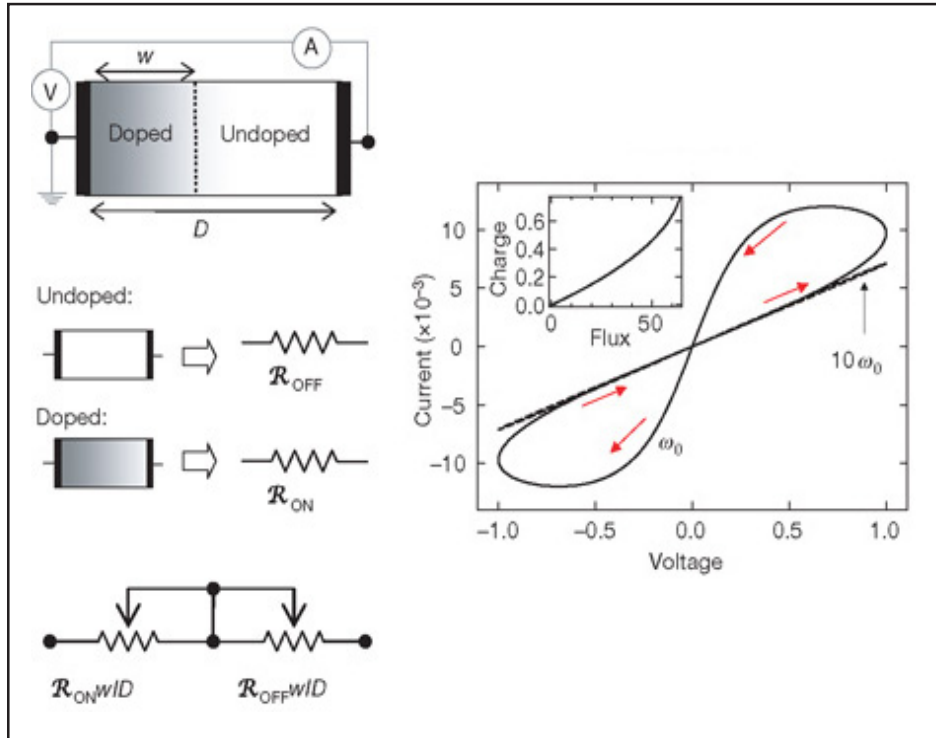 A
w
V
Doped Undoped
D
Undoped:
ℛOFF
Doped:
ℛON
ℛONw/D
ℛOFFw/D
Current (×10⁻³)
10
5
0
−5
−10
Charge
0.6
0.4
0.2
0.0
0 50
Flux
10 ω₀
ω₀
−1.0 −0.5 0.0 0.5 1.0
Voltage